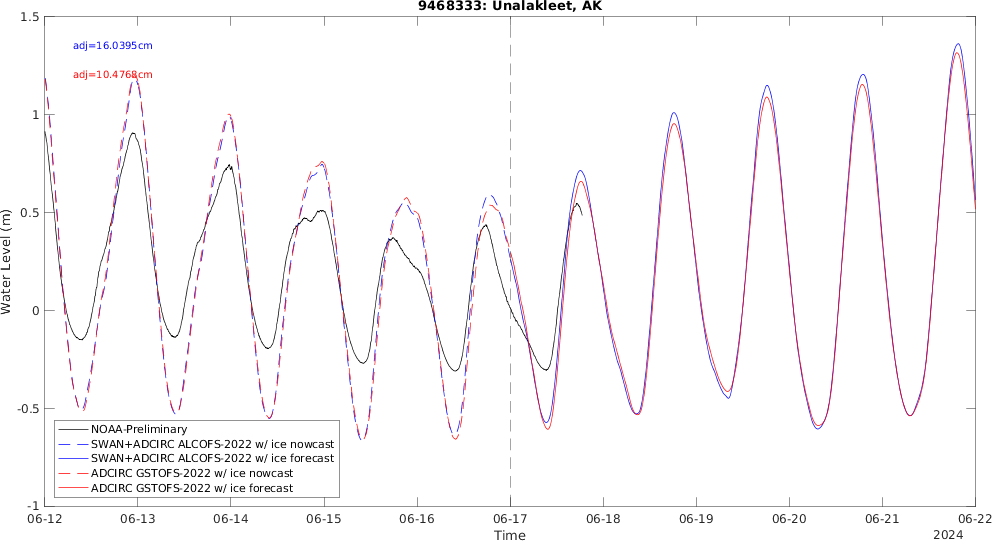 9468333: Unalakleet, AK
1.5
adj=16.0395cm
adj=10.4768cm
1
0.5
0
-0.5
-1
Water Level (m)
NOAA-Preliminary
SWAN+ADCIRC ALCOFS-2022 w/ ice nowcast
SWAN+ADCIRC ALCOFS-2022 w/ ice forecast
ADCIRC GSTOFS-2022 w/ ice nowcast
ADCIRC GSTOFS-2022 w/ ice forecast
06-12 06-13 06-14 06-15 06-16 06-17 06-18 06-19 06-20 06-21 06-22
Time
2024